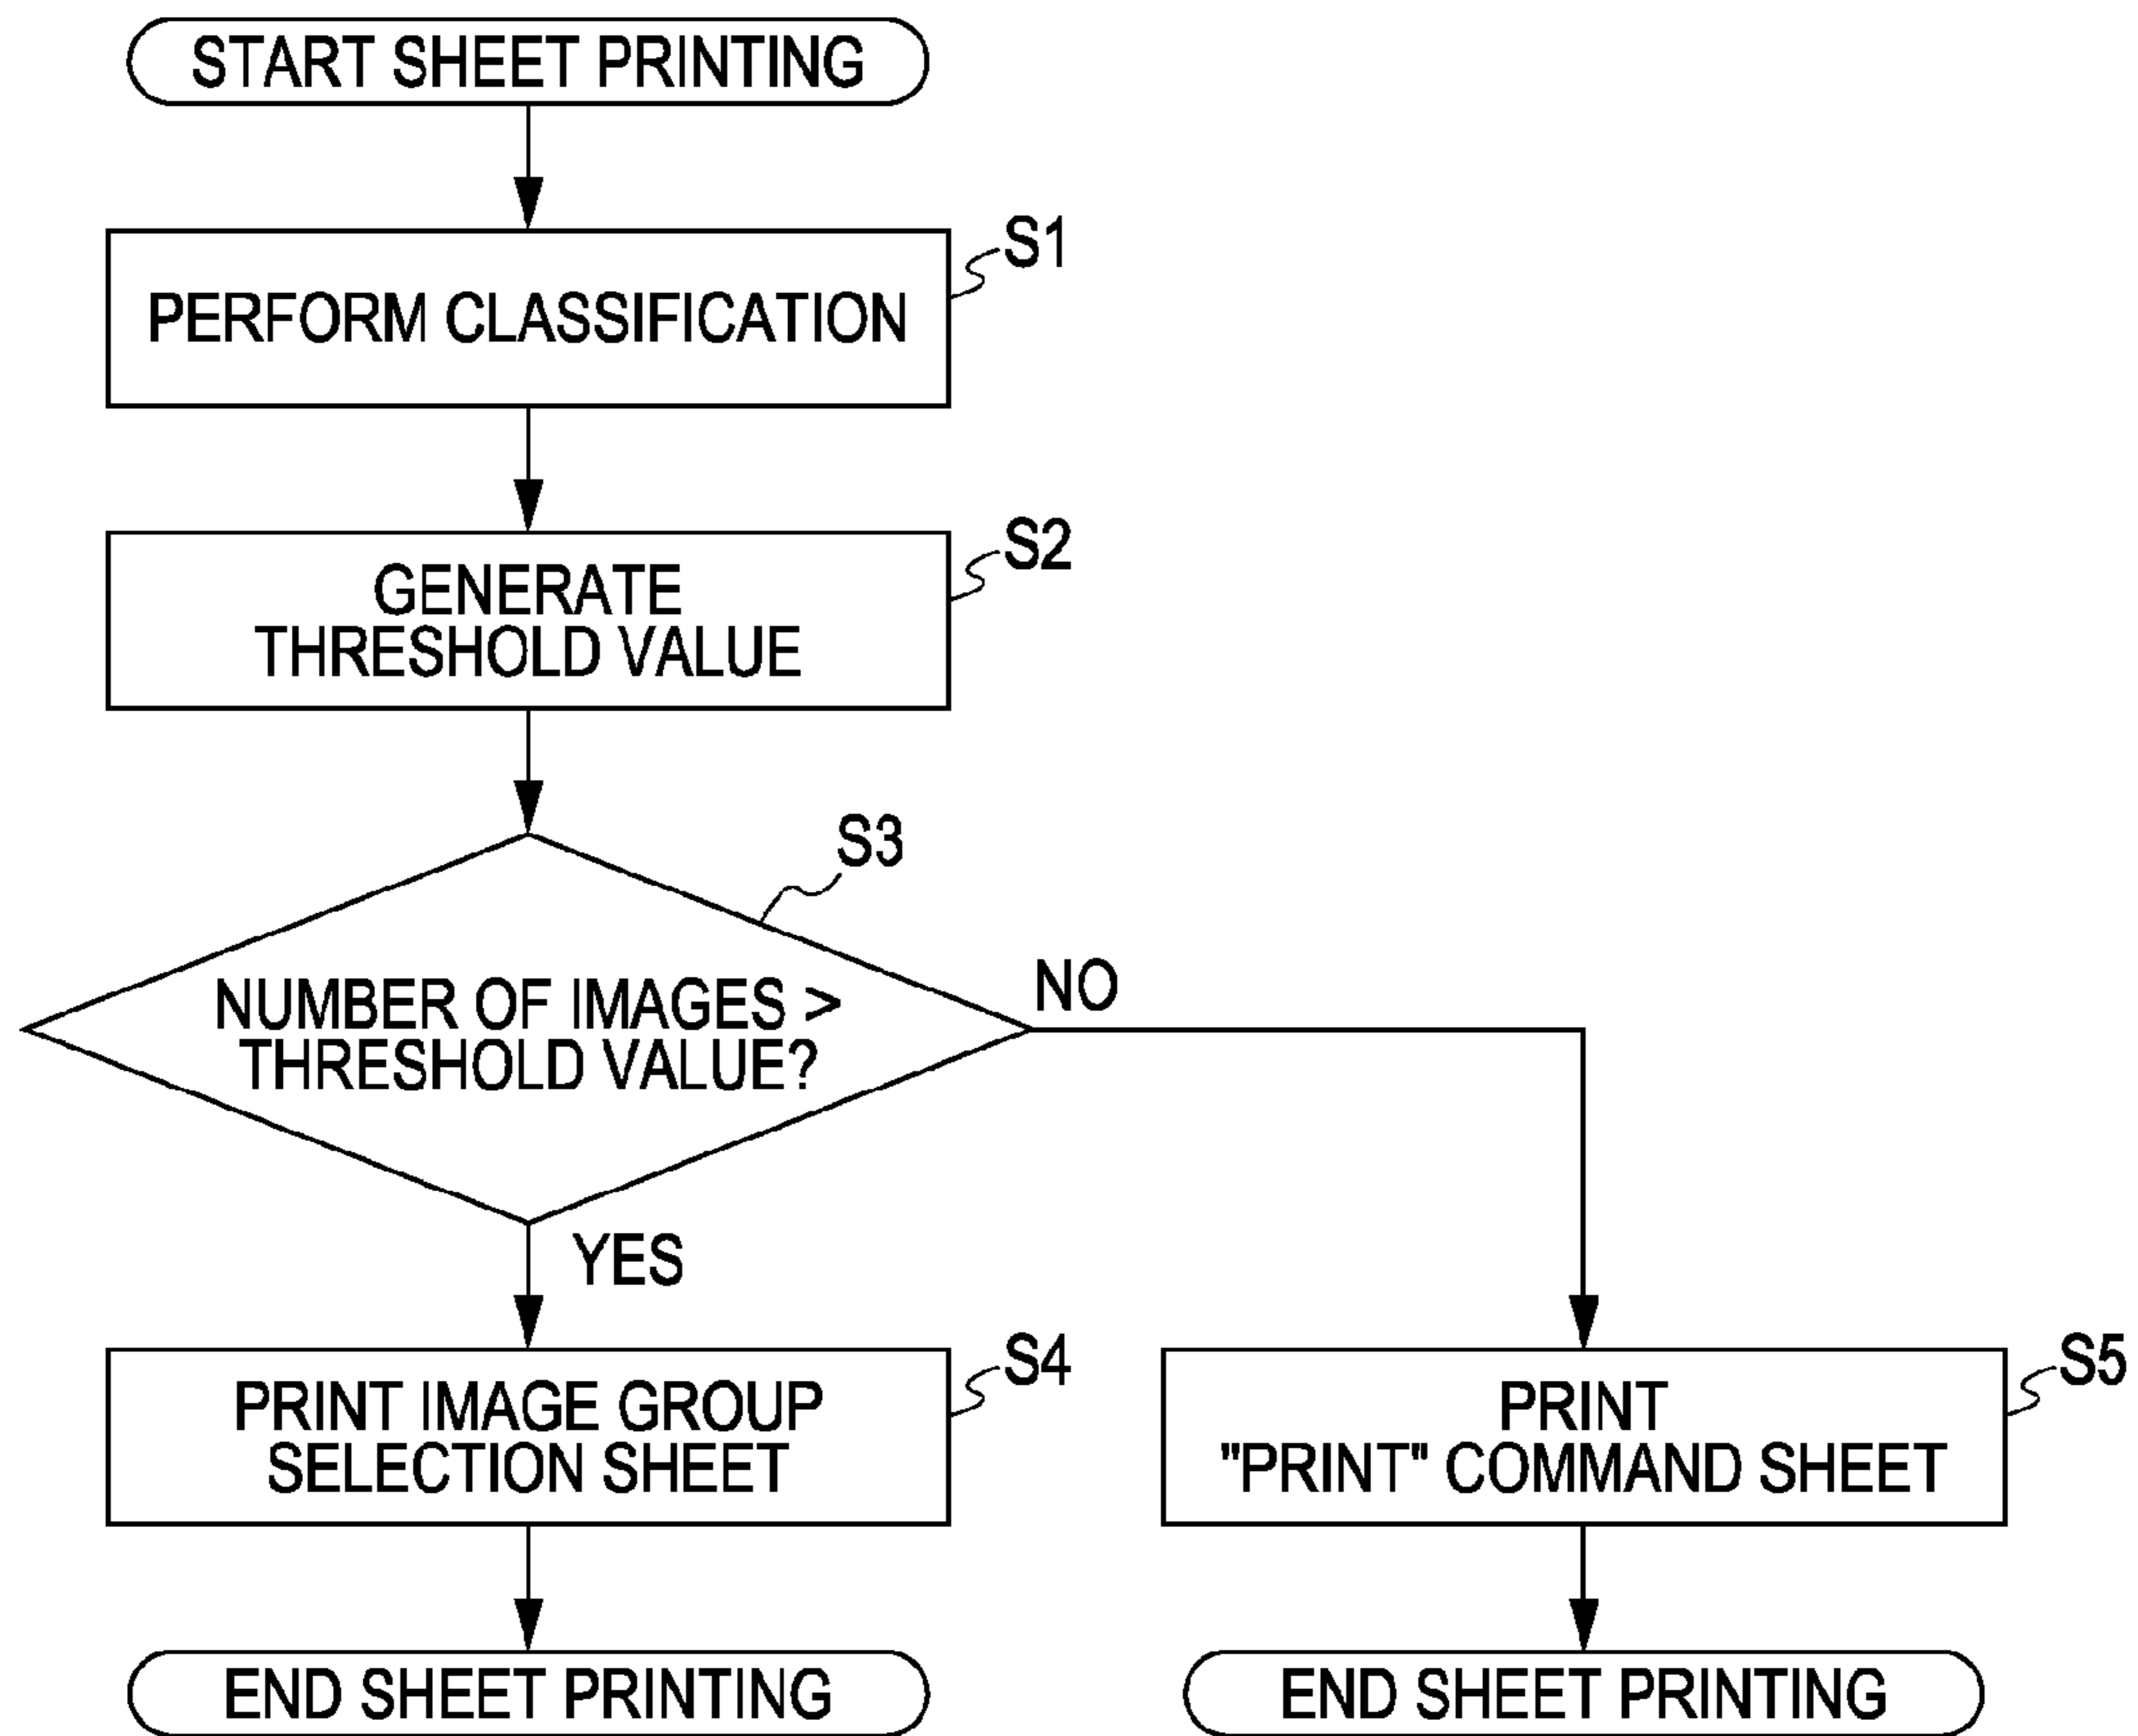 START SHEET PRINTING
S1
PERFORM CLASSIFICATION
S2
GENERATE
THRESHOLD VALUE
S3
NUMBER OF IMAGES >
THRESHOLD VALUE?
NO
YES
S4
PRINT IMAGE GROUP
SELECTION SHEET
S5
PRINT
"PRINT" COMMAND SHEET
END SHEET PRINTING
END SHEET PRINTING